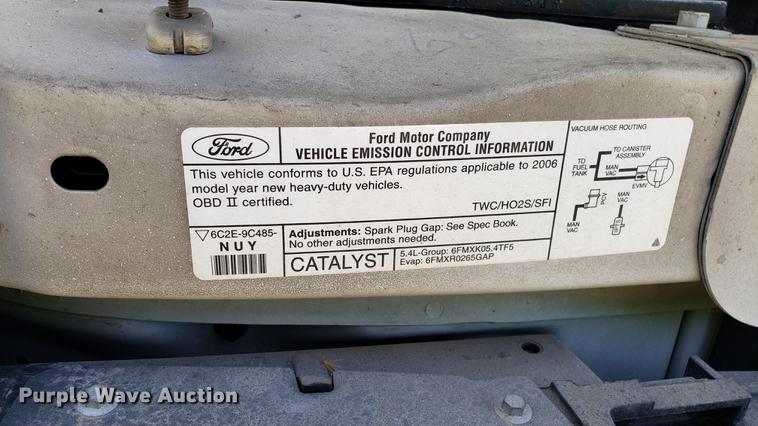 Ford
Ford Motor Company
VEHICLE EMISSION CONTROL INFORMATION
This vehicle conforms to U.S. EPA regulations applicable to 2006
model year new heavy-duty vehicles.
OBD II certified.
TWC/HO2S/SFI
6C2E-9C485-
NUY
Adjustments: Spark Plug Gap: See Spec Book.
No other adjustments needed.
CATALYST
5.4L-Group: 6FMXK05.4TF5
Evap: 6FMXR0265GAP
VACUUM HOSE ROUTING
TO CANISTER
ASSEMBLY
TO
FUEL
TANK
MAN
VAC
EVMV
PCV
MAN
VAC
MAN
VAC
Purple Wave Auction